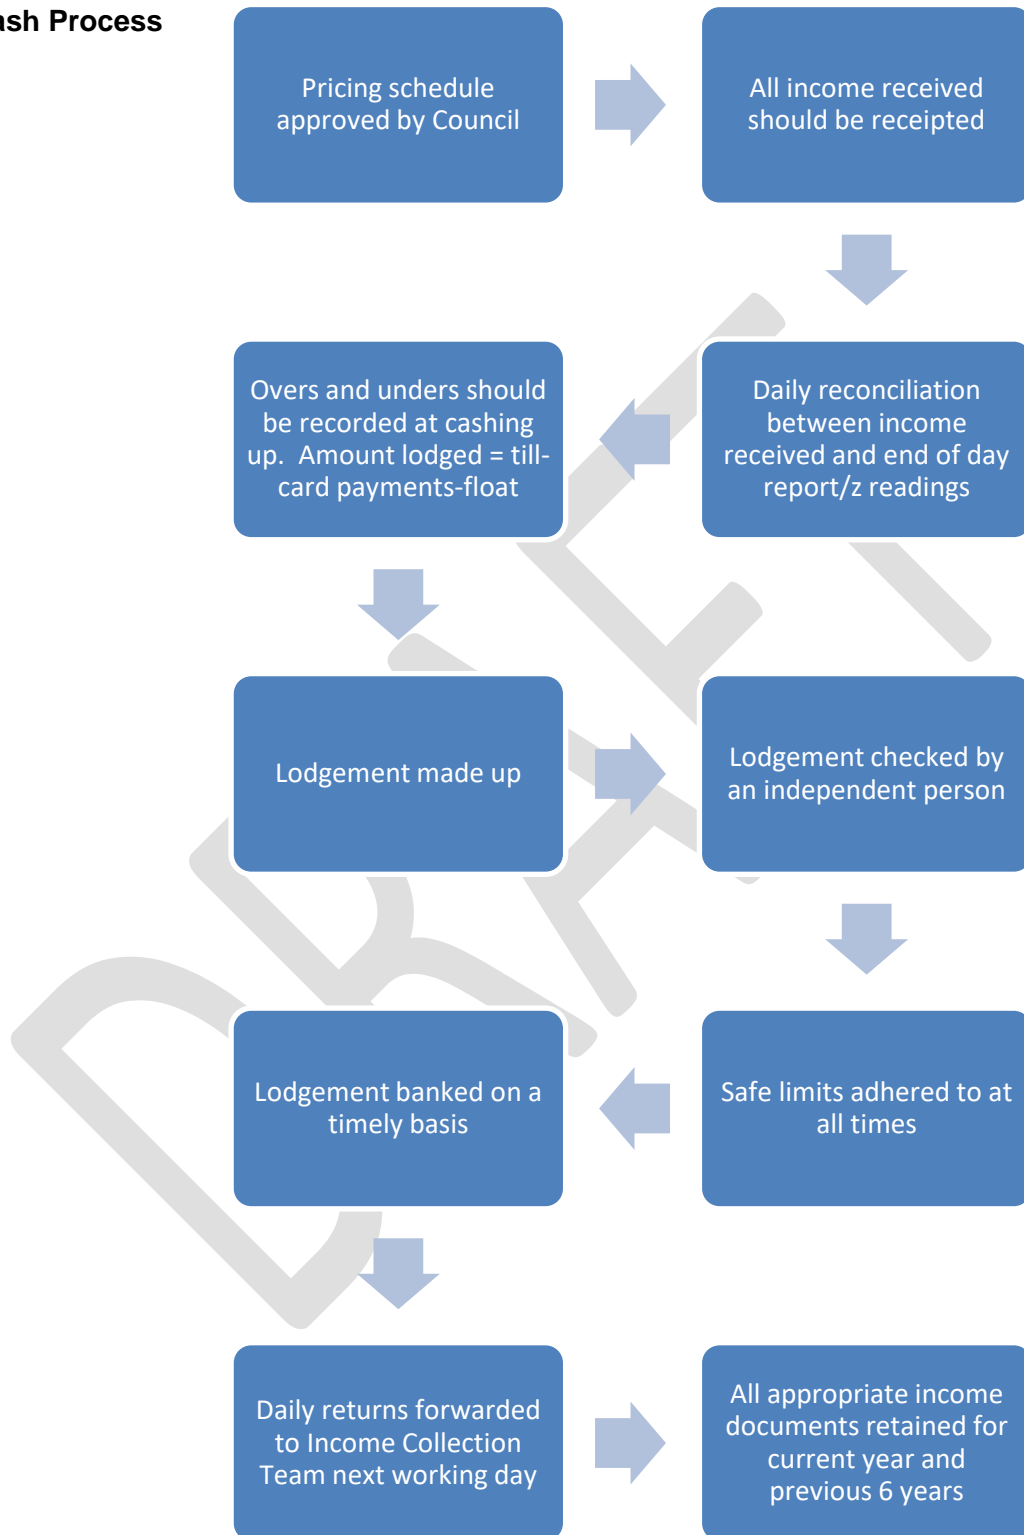 ash Process
Pricing schedule
approved by Council
All income received
should be receipted
Daily reconciliation
between income
received and end of day
report/z readings
Overs and unders should
be recorded at cashing
up.  Amount lodged = till-
card payments-float
Lodgement made up
Lodgement checked by
an independent person
Safe limits adhered to at
all times
Lodgement banked on a
timely basis
Daily returns forwarded
to Income Collection
Team next working day
All appropriate income
documents retained for
current year and
previous 6 years
DRAFT